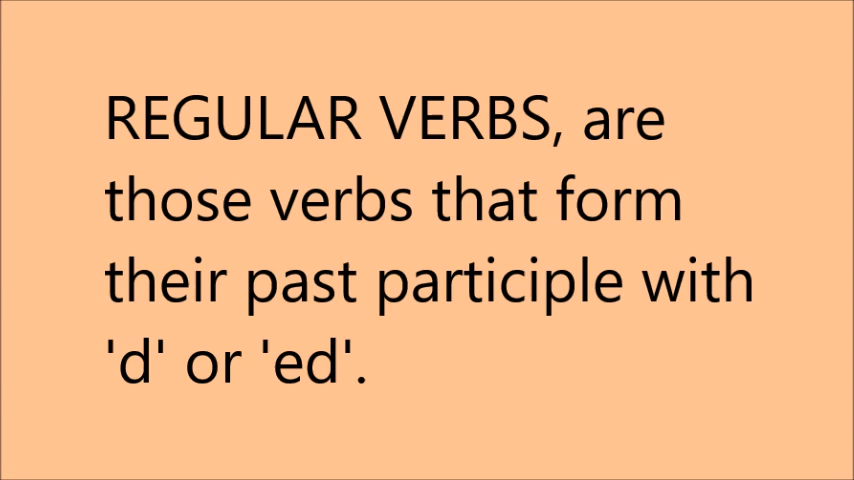 REGULAR VERBS, are
those verbs that form
their past participle with
'd' or 'ed'.